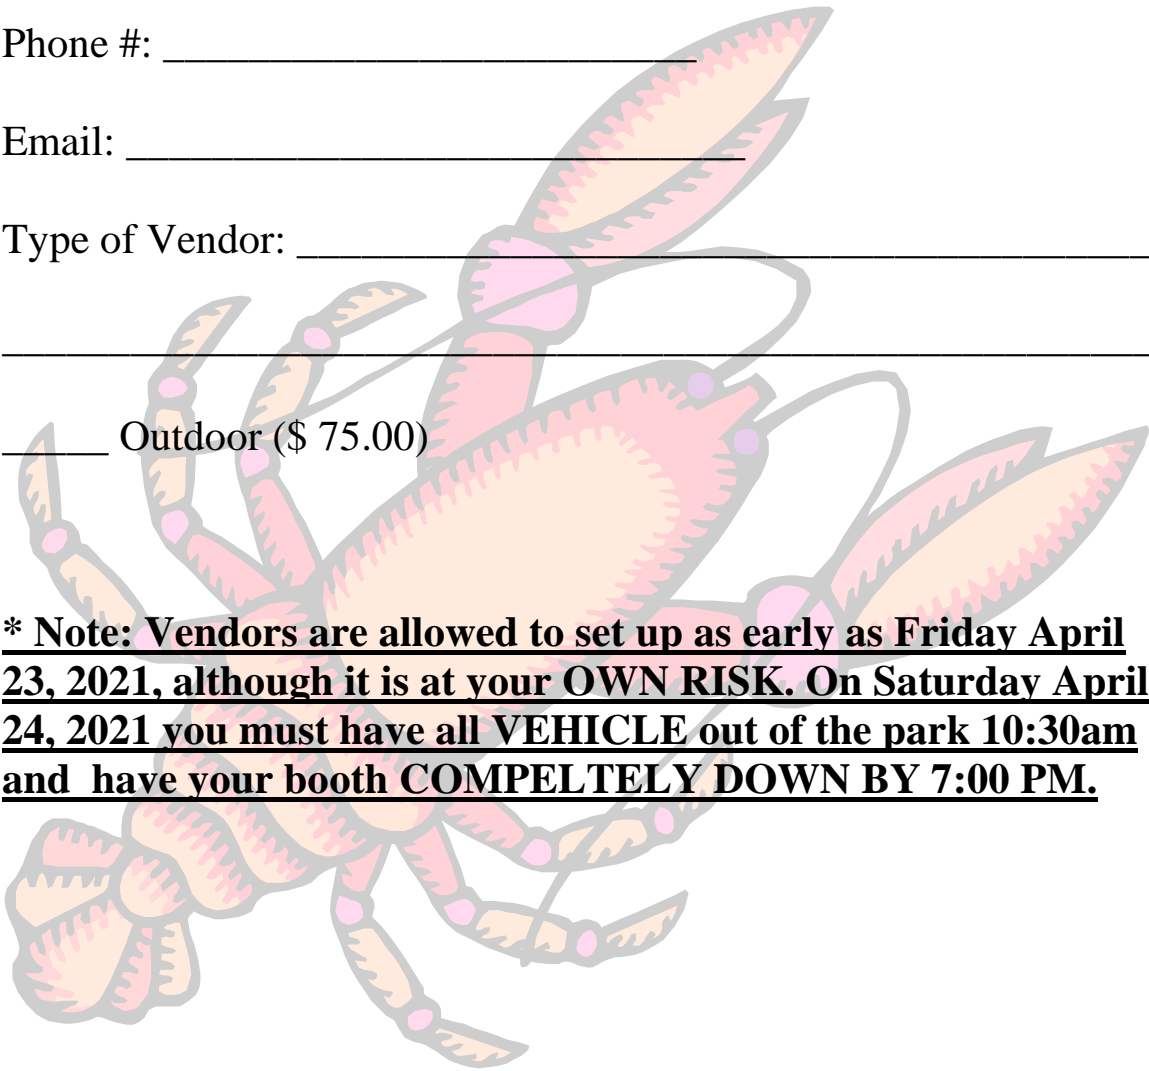 Phone #: _________________________
Email: _____________________________
Type of Vendor: ________________________________________
______________________________________________________
_____ Outdoor ($ 75.00)
* Note: Vendors are allowed to set up as early as Friday April
23, 2021, although it is at your OWN RISK. On Saturday April
24, 2021 you must have all VEHICLE out of the park 10:30am
and  have your booth COMPELTELY DOWN BY 7:00 PM.